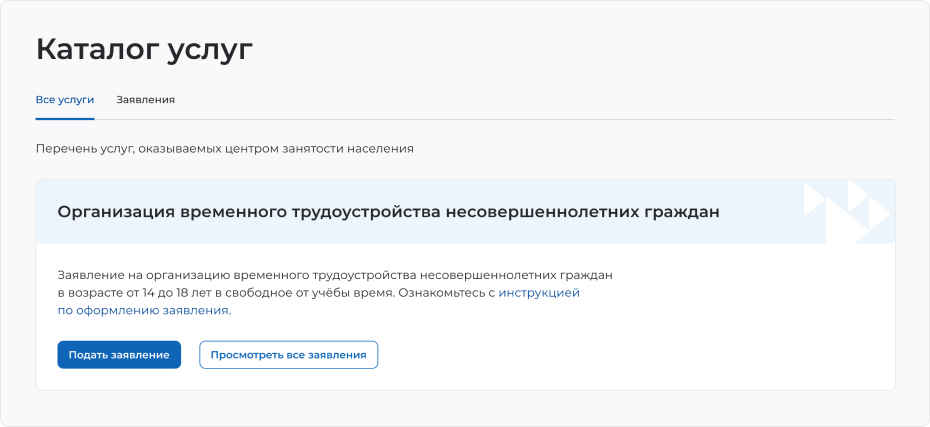 Каталог услуг
Все услуги
Заявления
Перечень услуг, оказываемых центром занятости населения
Организация временного трудоустройства несовершеннолетних граждан
Заявление на организацию временного трудоустройства несовершеннолетних граждан
в возрасте от 14 до 18 лет в свободное от учёбы время. Ознакомьтесь с инструкцией
по оформлению заявления.
Подать заявление
Просмотреть все заявления